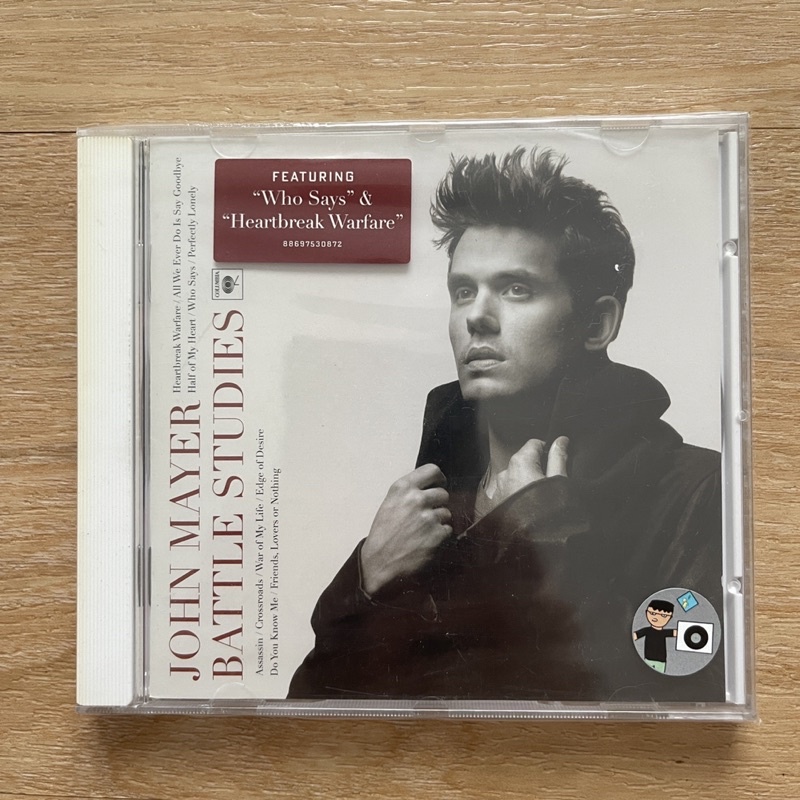 FEATURING
“Who Says” &
“Heartbreak Warfare”
88697530872
JOHN MAYER
BATTLE STUDIES
COLUMBIA
Heartbreak Warfare / All We Ever Do Is Say Goodbye
Half of My Heart / Who Says / Perfectly Lonely
Assassin / Crossroads / War of My Life / Edge of Desire
Do You Know Me / Friends, Lovers or Nothing